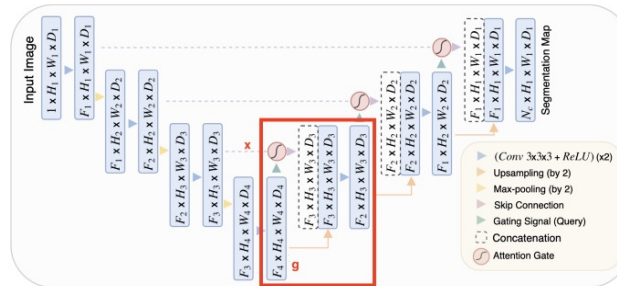 Input Image
1 x H₁ x W₁ x D₁
F₁ x H₁ x W₁ x D₁
F₁ x H₂ x W₂ x D₂
F₂ x H₂ x W₂ x D₂
F₂ x H₃ x W₃ x D₃
F₃ x H₃ x W₃ x D₃
F₃ x H₄ x W₄ x D₄
F₄ x H₄ x W₄ x D₄
x
g
F₃ x H₃ x W₃ x D₃
F₃ x H₃ x W₃ x D₃
F₂ x H₃ x W₃ x D₃
F₂ x H₂ x W₂ x D₂
F₂ x H₂ x W₂ x D₂
F₁ x H₂ x W₂ x D₂
F₁ x H₁ x W₁ x D₁
F₁ x H₁ x W₁ x D₁
N_c x H₁ x W₁ x D₁
Segmentation Map
(Conv 3x3x3 + ReLU) (x2)
Upsampling (by 2)
Max-pooling (by 2)
Skip Connection
Gating Signal (Query)
Concatenation
Attention Gate